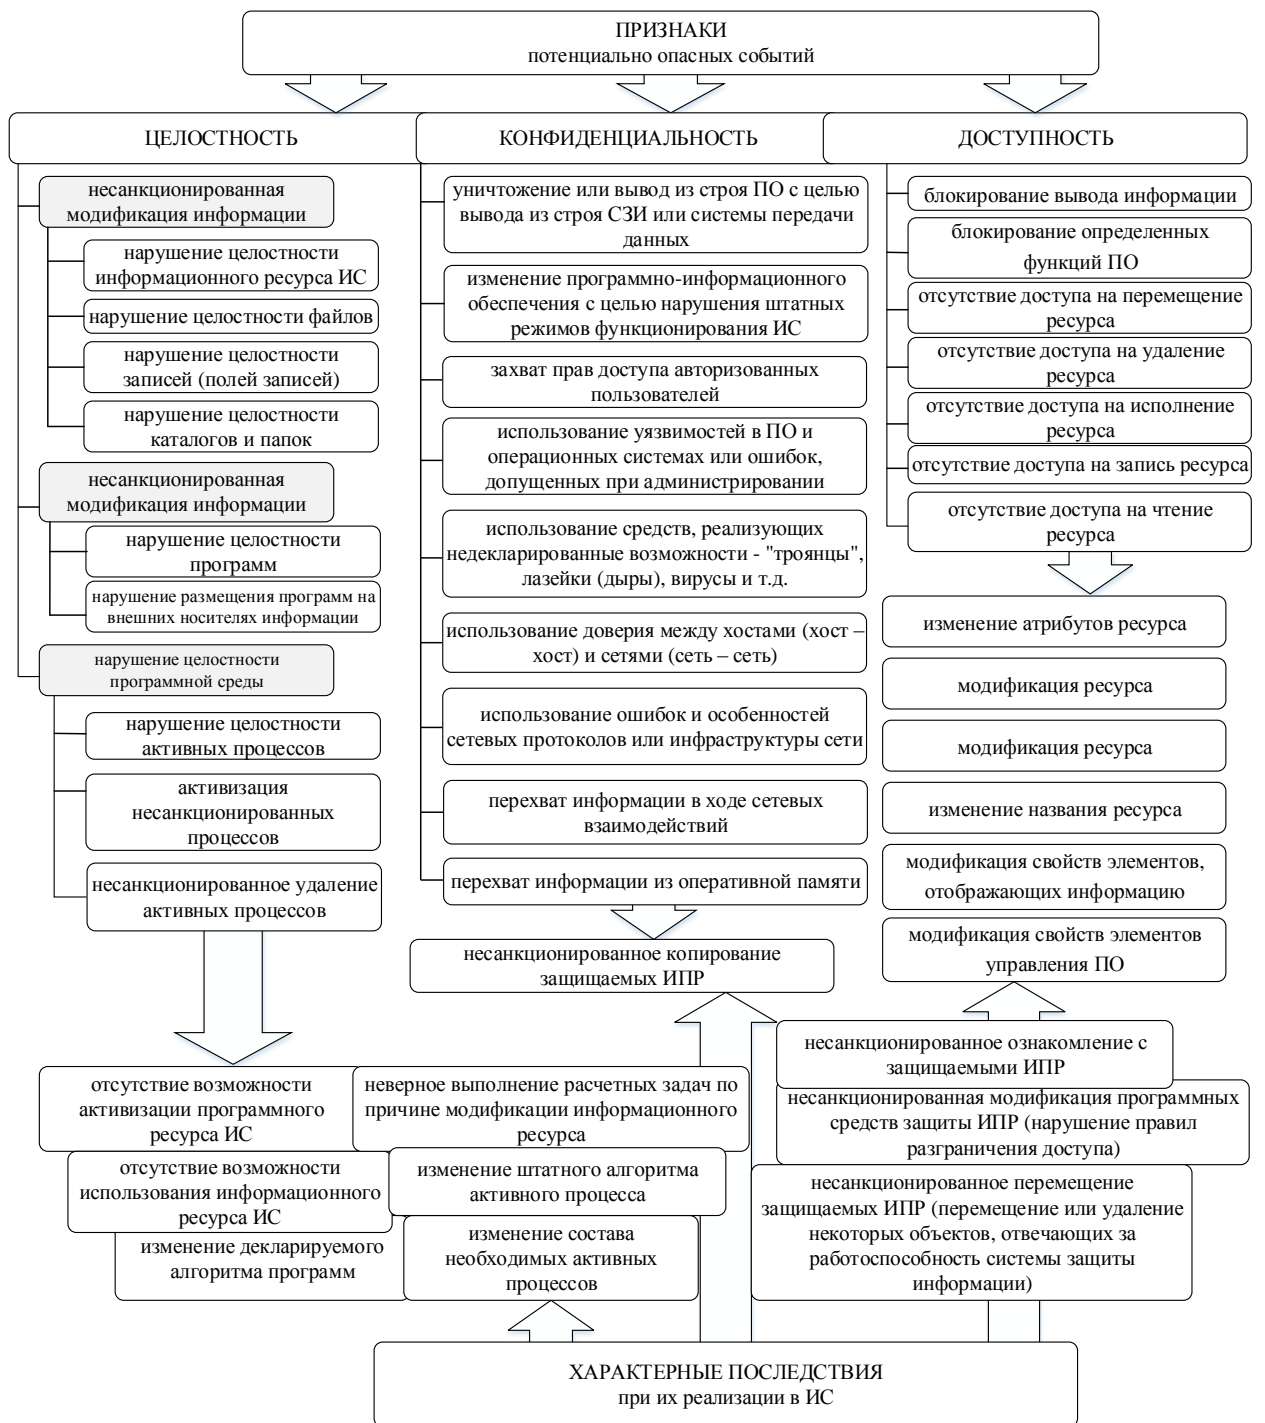 ПРИЗНАКИ
потенциально опасных событий
ЦЕЛОСТНОСТЬ
несанкционированная
модификация информации
нарушение целостности
информационного ресурса ИС
нарушение целостности файлов
нарушение целостности
записей (полей записей)
нарушение целостности
каталогов и папок
несанкционированная
модификация информации
нарушение целостности
программ
нарушение размещения программ на
внешних носителях информации
нарушение целостности
программной среды
нарушение целостности
активных процессов
активизация
несанкционированных
процессов
несанкционированное удаление
активных процессов
КОНФИДЕНЦИАЛЬНОСТЬ
уничтожение или вывод из строя ПО с целью
вывода из строя СЗИ или системы передачи
данных
изменение программно-информационного
обеспечения с целью нарушения штатных
режимов функционирования ИС
захват прав доступа авторизованных
пользователей
использование уязвимостей в ПО и
операционных системах или ошибок,
допущенных при администрировании
использование средств, реализующих
недекларированные возможности - "троянцы",
лазейки (дыры), вирусы и т.д.
использование доверия между хостами (хост –
хост) и сетями (сеть – сеть)
использование ошибок и особенностей
сетевых протоколов или инфраструктуры сети
перехват информации в ходе сетевых
взаимодействий
перехват информации из оперативной памяти
несанкционированное копирование
защищаемых ИПР
ДОСТУПНОСТЬ
блокирование вывода информации
блокирование определенных
функций ПО
отсутствие доступа на перемещение
ресурса
отсутствие доступа на удаление
ресурса
отсутствие доступа на исполнение
ресурса
отсутствие доступа на запись ресурса
отсутствие доступа на чтение
ресурса
изменение атрибутов ресурса
модификация ресурса
модификация ресурса
изменение названия ресурса
модификация свойств элементов,
отображающих информацию
модификация свойств элементов
управления ПО
отсутствие возможности
активизации программного
ресурса ИС
отсутствие возможности
использования информационного
ресурса ИС
изменение декларируемого
алгоритма программ
неверное выполнение расчетных задач по
причине модификации информационного
ресурса
изменение штатного алгоритма
активного процесса
изменение состава
необходимых активных
процессов
несанкционированное ознакомление с
защищаемыми ИПР
несанкционированная модификация программных
средств защиты ИПР (нарушение правил
разграничения доступа)
несанкционированное перемещение
защищаемых ИПР (перемещение или удаление
некоторых объектов, отвечающих за
работоспособность системы защиты
информации)
ХАРАКТЕРНЫЕ ПОСЛЕДСТВИЯ
при их реализации в ИС